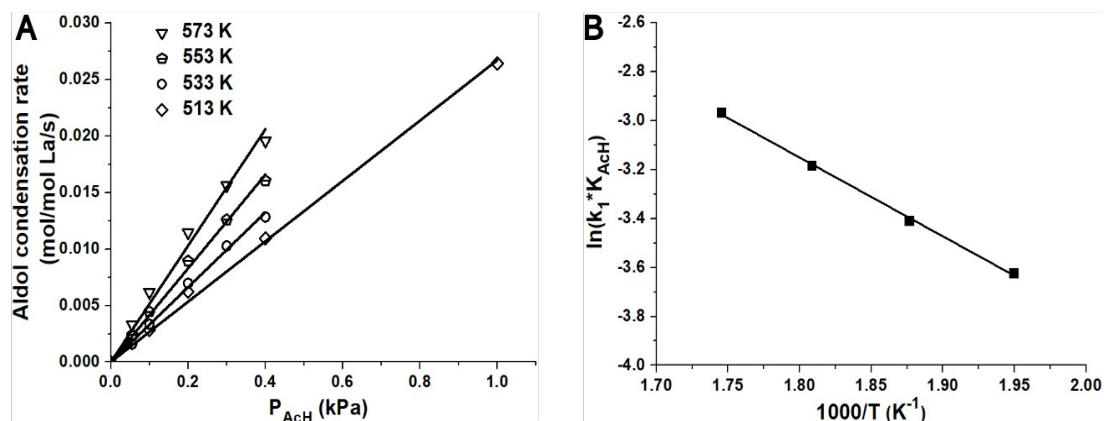 A
0.030
0.025
0.020
0.015
0.010
0.005
0.000
Aldol condensation rate
(mol/mol La/s)
573 K
553 K
533 K
513 K
0.0 0.2 0.4 0.6 0.8 1.0
P_AcH (kPa)
B
-2.6
-2.8
-3.0
-3.2
-3.4
-3.6
-3.8
-4.0
ln(k_1*K_AcH)
1.70 1.75 1.80 1.85 1.90 1.95 2.00
1000/T (K^-1)